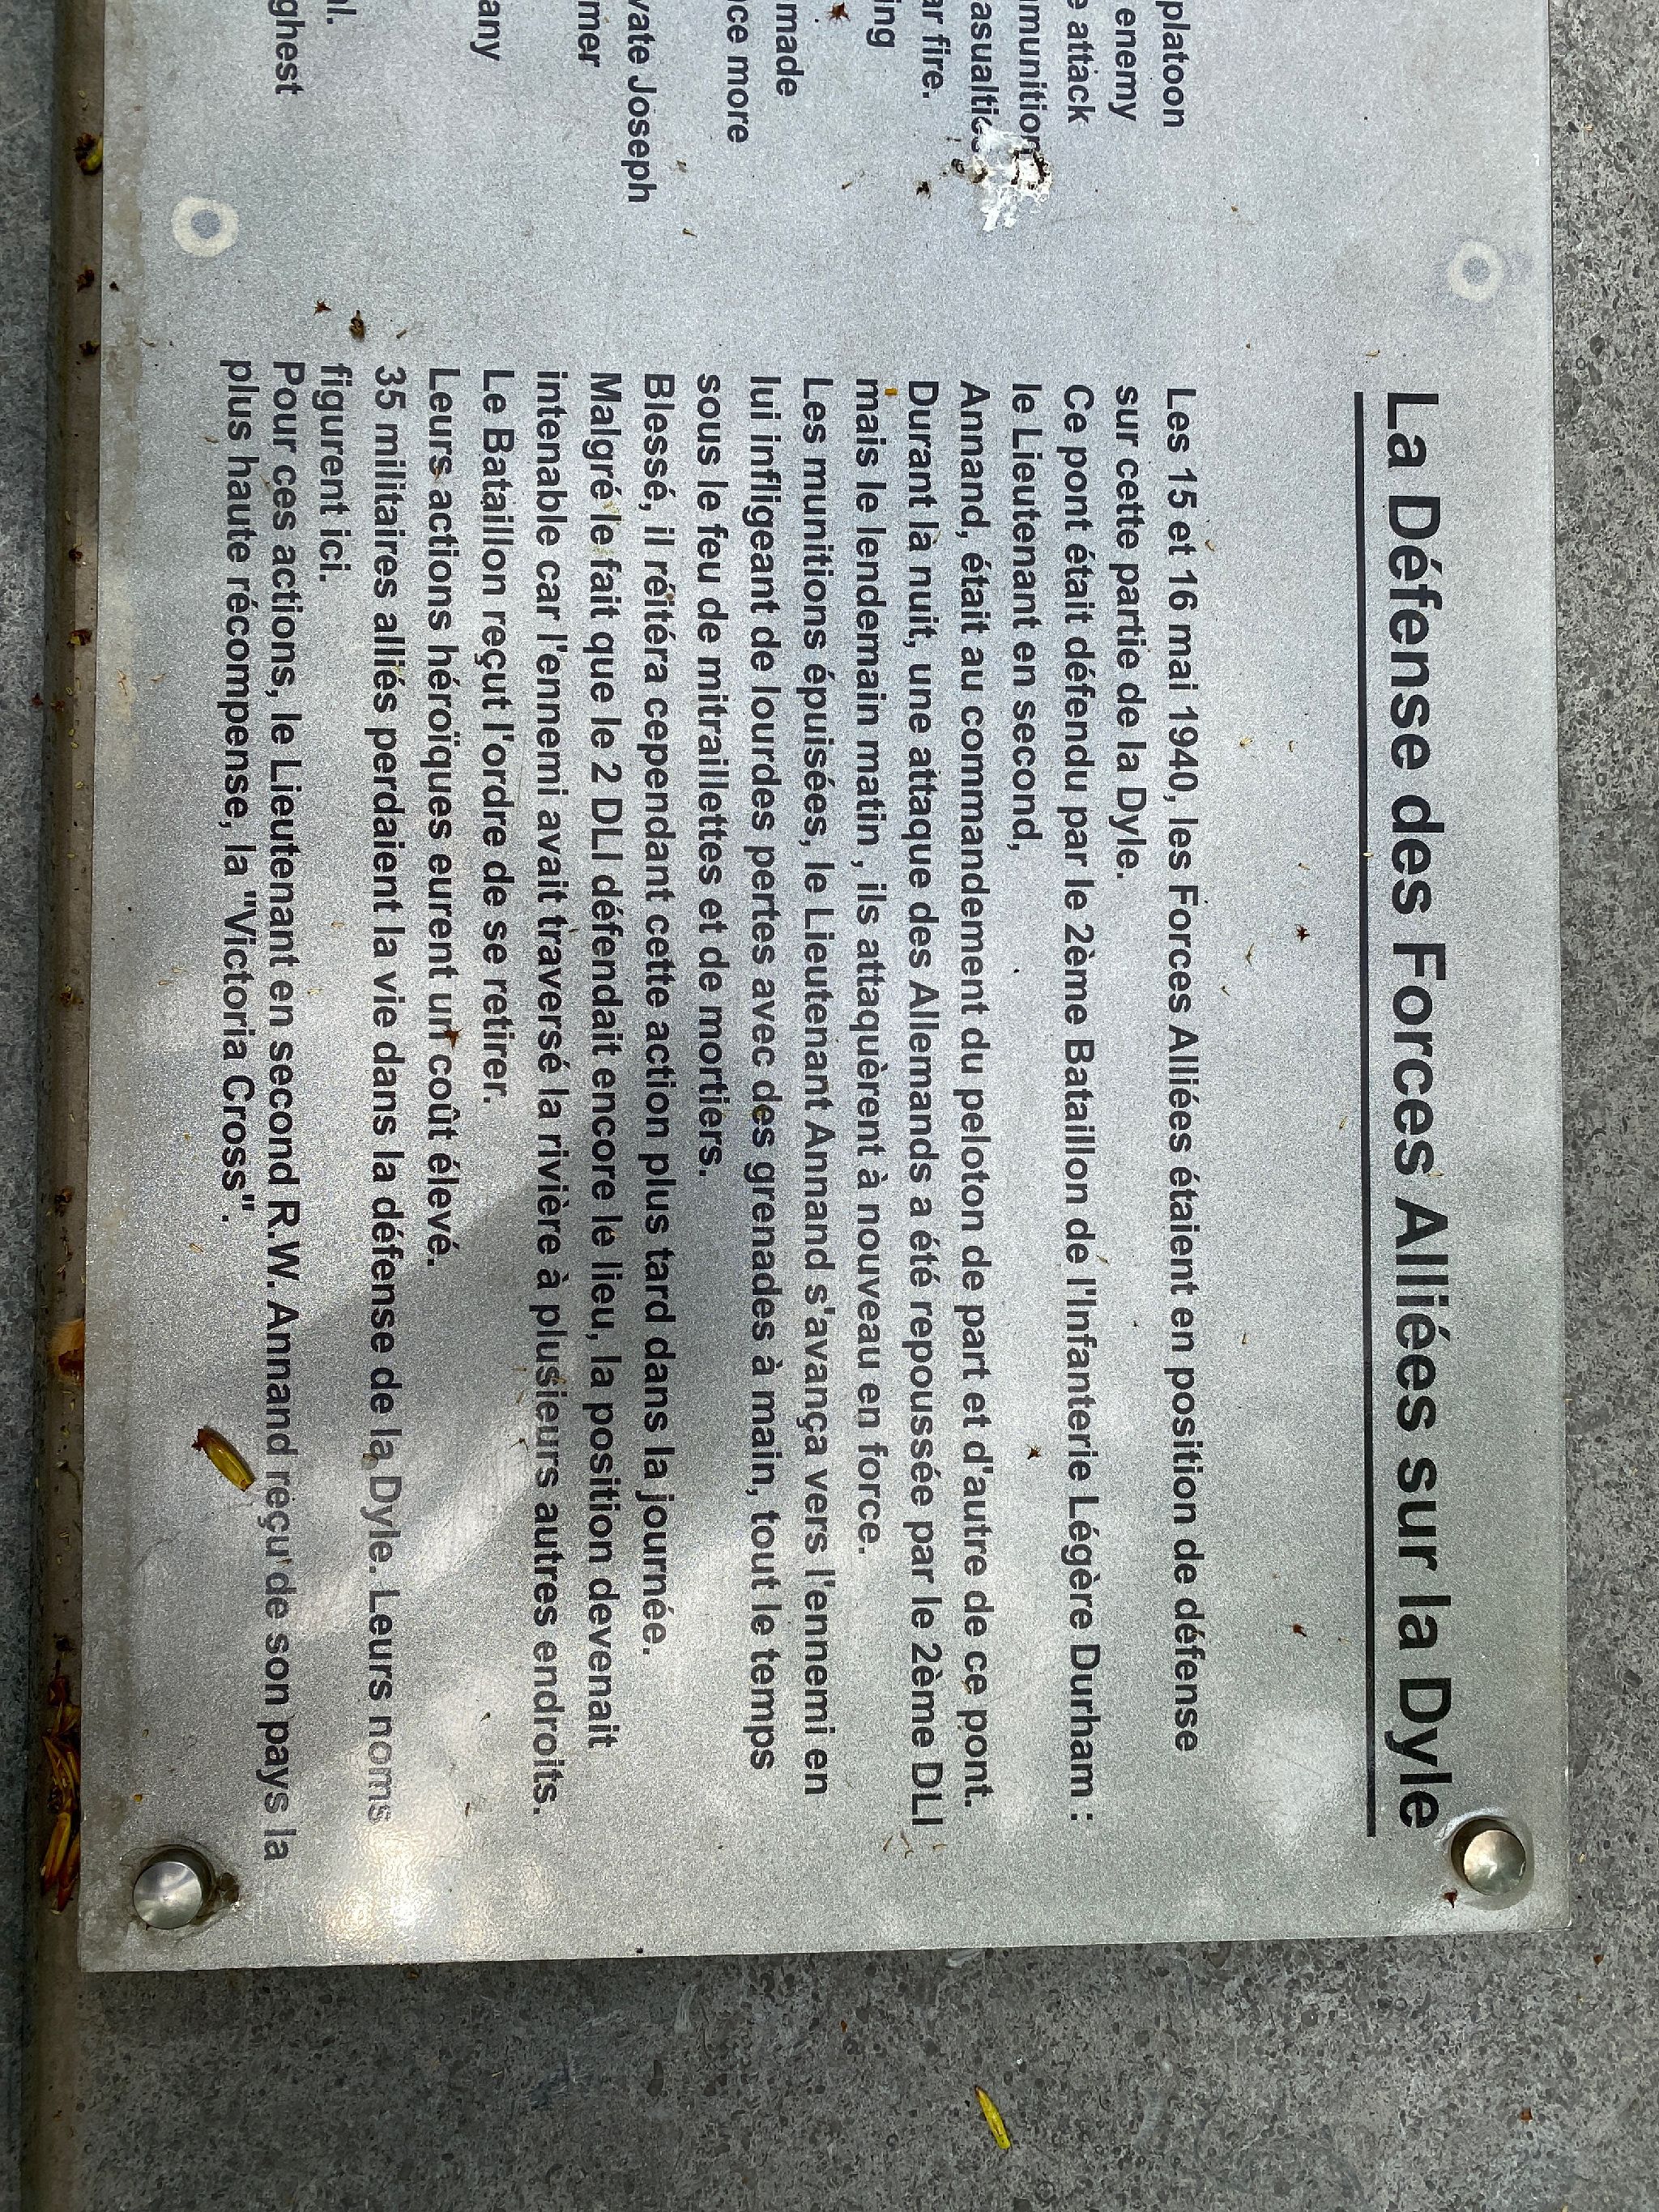 platoon
enemy
attack
asualties
ar fire.
ing
made
ce more
vate Joseph
mer
any
al.
ghest
La Défense des Forces Alliées sur la Dyle
Les 15 et 16 mai 1940, les Forces Alliées étaient en position de défense
sur cette partie de la Dyle.
Ce pont était défendu par le 2ème Bataillon de l'Infanterie Légère Durham :
le Lieutenant en second,
Annand, était au commandement du peloton de part et d'autre de ce pont.
Durant la nuit, une attaque des Allemands a été repoussée par le 2ème DLI
mais le lendemain matin , ils attaquèrent à nouveau en force.
Les munitions épuisées, le Lieutenant Annand s'avança vers l'ennemi en
lui infligeant de lourdes pertes avec des grenades à main, tout le temps
sous le feu de mitraillettes et de mortiers.
Blessé, il réitéra cependant cette action plus tard dans la journée.
Malgré le fait que le 2 DLI défendait encore le lieu, la position devenait
intenable car l'ennemi avait traversé la rivière à plusieurs autres endroits.
Le Bataillon reçut l'ordre de se retirer.
Leurs actions héroïques eurent un coût élevé.
35 militaires alliés perdaient la vie dans la défense de la Dyle. Leurs noms
figurent ici.
Pour ces actions, le Lieutenant en second R.W. Annand reçu de son pays la
plus haute récompense, la "Victoria Cross".